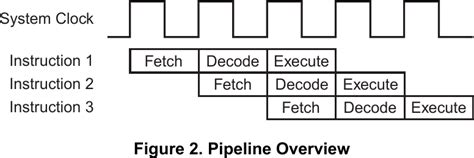 System Clock
Instruction 1 Fetch Decode Execute
Instruction 2 Fetch Decode Execute
Instruction 3 Fetch Decode Execute
Figure 2. Pipeline Overview